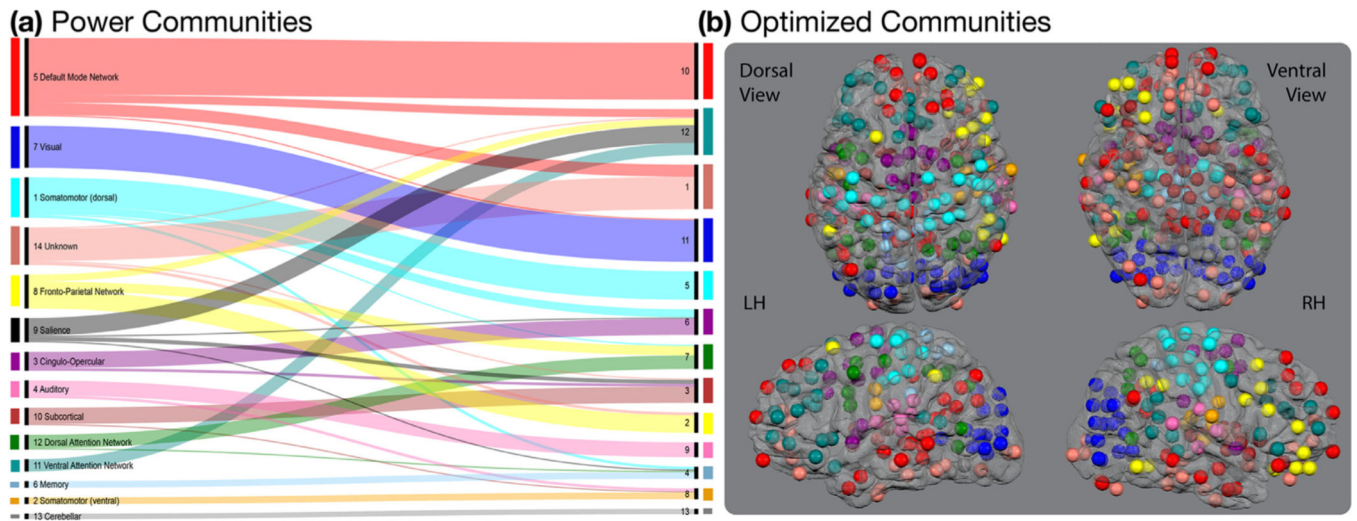 (a) Power Communities
5 Default Mode Network
7 Visual
1 Somatomotor (dorsal)
14 Unknown
8 Fronto-Parietal Network
9 Salience
3 Cingulo-Opercular
4 Auditory
10 Subcortical
12 Dorsal Attention Network
11 Ventral Attention Network
6 Memory
2 Somatomotor (ventral)
13 Cerebellar
10
12
1
11
5
6
7
3
2
9
4
8
13
(b) Optimized Communities
Dorsal
View
Ventral
View
LH
RH